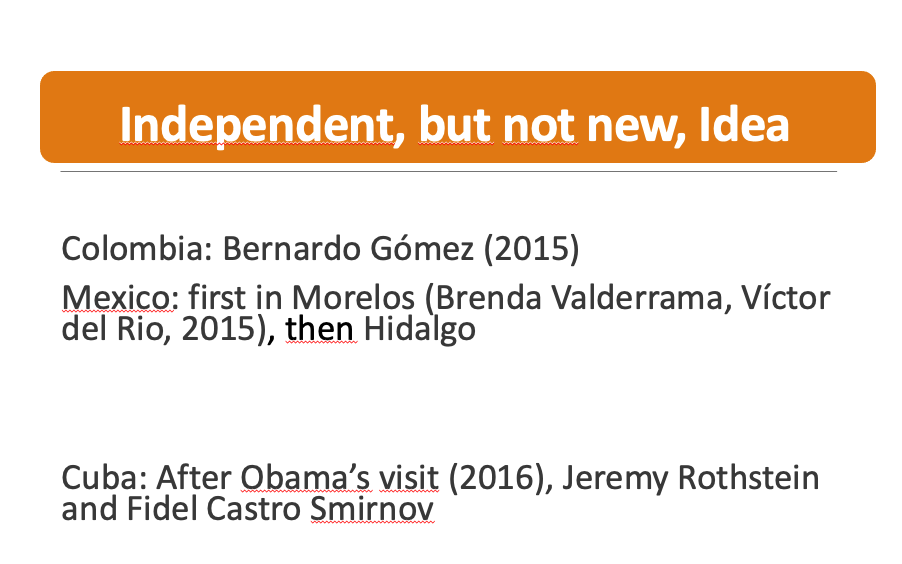 Independent, but not new, Idea
Colombia: Bernardo Gómez (2015)
Mexico: first in Morelos (Brenda Valderrama, Víctor
del Rio, 2015), then Hidalgo
Cuba: After Obama’s visit (2016), Jeremy Rothstein
and Fidel Castro Smirnov